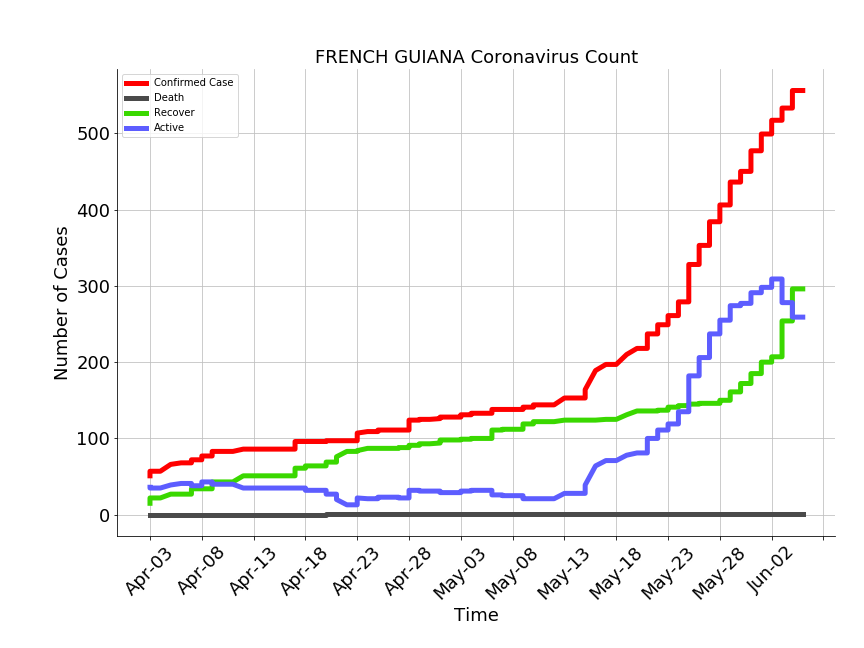 FRENCH GUIANA Coronavirus Count
Confirmed Case
Death
Recover
Active
Number of Cases
500
400
300
200
100
0
Apr-03
Apr-08
Apr-13
Apr-18
Apr-23
Apr-28
May-03
May-08
May-13
May-18
May-23
May-28
Jun-02
Time